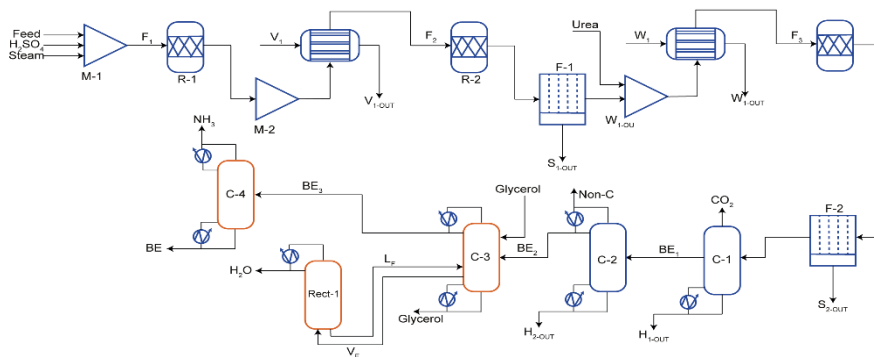 Feed
H₂SO₄
Steam
M-1
F₁
R-1
M-2
V₁
V₁₋OUT
F₂
R-2
F-1
S₁₋OUT
Urea
W₁₋OU
W₁
W₁₋OUT
F₃
NH₃
C-4
BE
BE₃
H₂O
Rect-1
L_F
V_F
C-3
Glycerol
Glycerol
BE₂
Non-C
C-2
H₂₋OUT
BE₁
CO₂
C-1
H₁₋OUT
F-2
S₂₋OUT